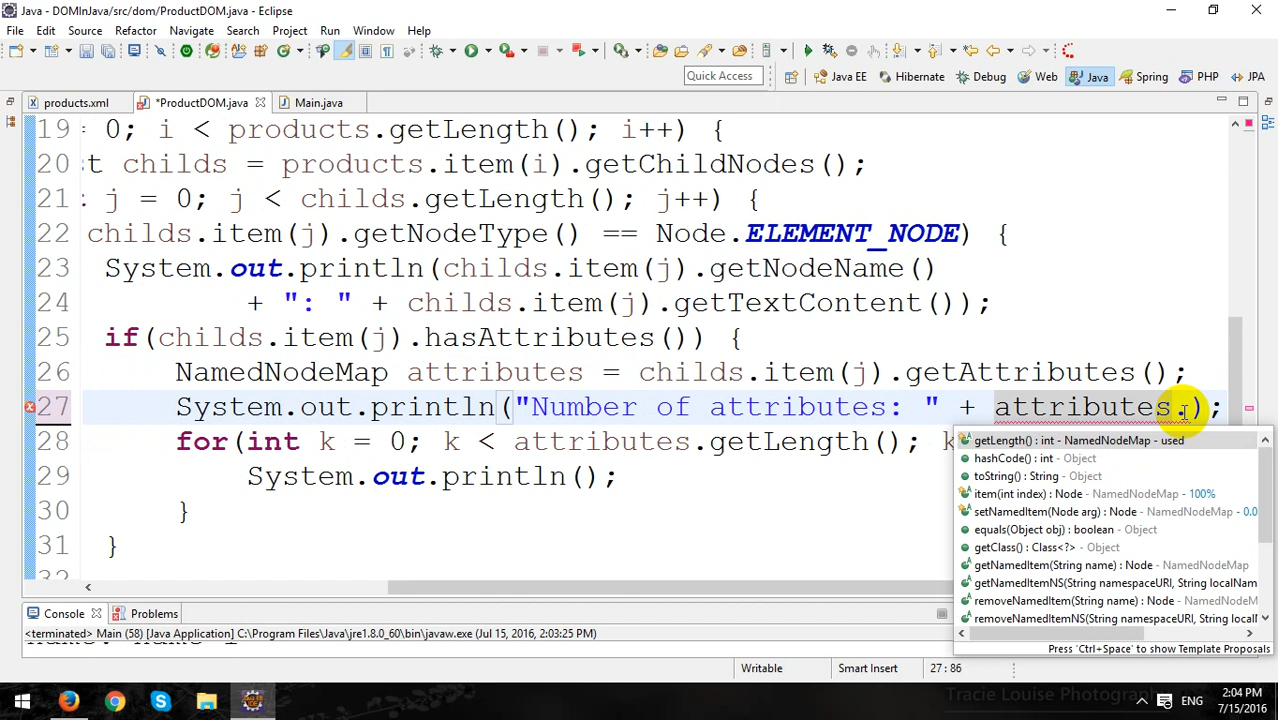 Java - DOMInJava/src/dom/ProductDOM.java - Eclipse
File Edit Source Refactor Navigate Search Project Run Window Help
Quick Access Java EE Hibernate Debug Web Java Spring PHP JPA
products.xml *ProductDOM.java Main.java
19 = 0; i < products.getLength(); i++) {
20 t childs = products.item(i).getChildNodes();
21 : j = 0; j < childs.getLength(); j++) {
22 childs.item(j).getNodeType() == Node.ELEMENT_NODE) {
23 System.out.println(childs.item(j).getNodeName()
24 + ": " + childs.item(j).getTextContent());
25 if(childs.item(j).hasAttributes()) {
26 NamedNodeMap attributes = childs.item(j).getAttributes();
27 System.out.println("Number of attributes: " + attributes.);
28 for(int k = 0; k < attributes.getLength(); k
29 System.out.println();
30 }
31 }
32
getLength() : int - NamedNodeMap - used
hashCode() : int - Object
toString() : String - Object
item(int index) : Node - NamedNodeMap - 100%
setNamedItem(Node arg) : Node - NamedNodeMap - 0.0
equals(Object obj) : boolean - Object
getClass() : Class<?> - Object
getNamedItem(String name) : Node - NamedNodeMap
getNamedItemNS(String namespaceURI, String localNam
removeNamedItem(String name) : Node - NamedNodeM
removeNamedItemNS(String namespaceURI, String local
Press 'Ctrl+Space' to show Template Proposals
Console Problems
<terminated> Main (58) [Java Application] C:\Program Files\Java\jre1.8.0_60\bin\javaw.exe (Jul 15, 2016, 2:03:25 PM)
Writable Smart Insert 27 : 86
Tracie Louise Photography
2:04 PM
7/15/2016